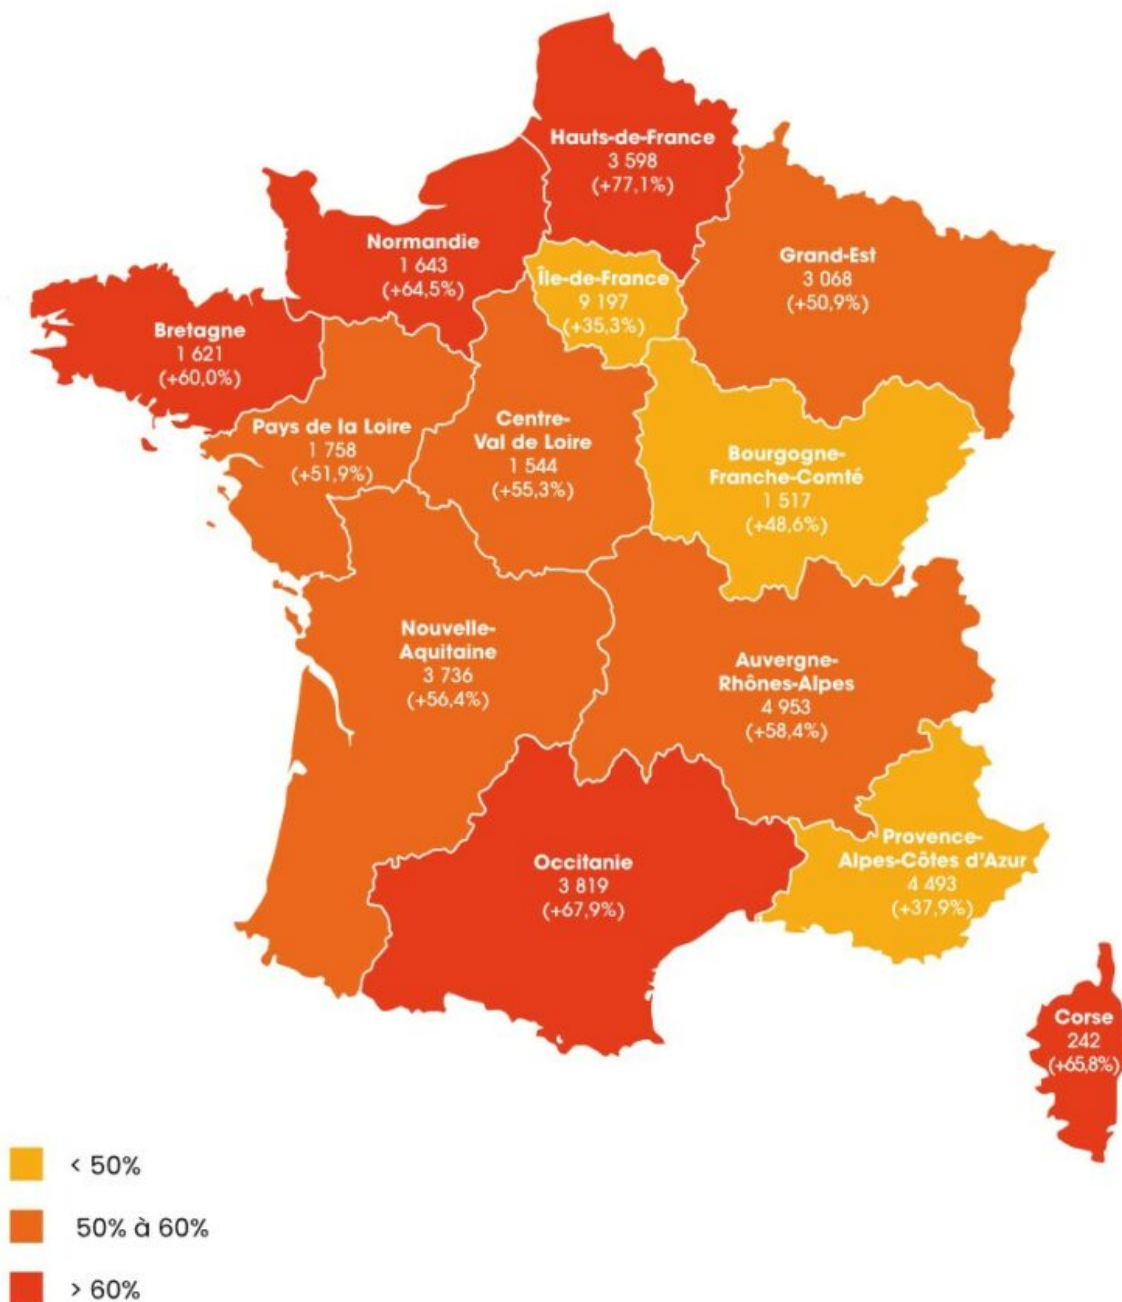 Hauts-de-France
3 598
(+77,1%)
Normandie
1 643
(+64,5%)
Île-de-France
9 197
(+35,3%)
Grand-Est
3 068
(+50,9%)
Bretagne
1 621
(+60,0%)
Pays de la Loire
1 758
(+51,9%)
Centre-
Val de Loire
1 544
(+55,3%)
Bourgogne-
Franche-Comté
1 517
(+48,6%)
Nouvelle-
Aquitaine
3 736
(+56,4%)
Auvergne-
Rhônes-Alpes
4 953
(+58,4%)
Occitanie
3 819
(+67,9%)
Provence-
Alpes-Côtes d'Azur
4 493
(+37,9%)
Corse
242
(+65,8%)
< 50%
50% à 60%
> 60%